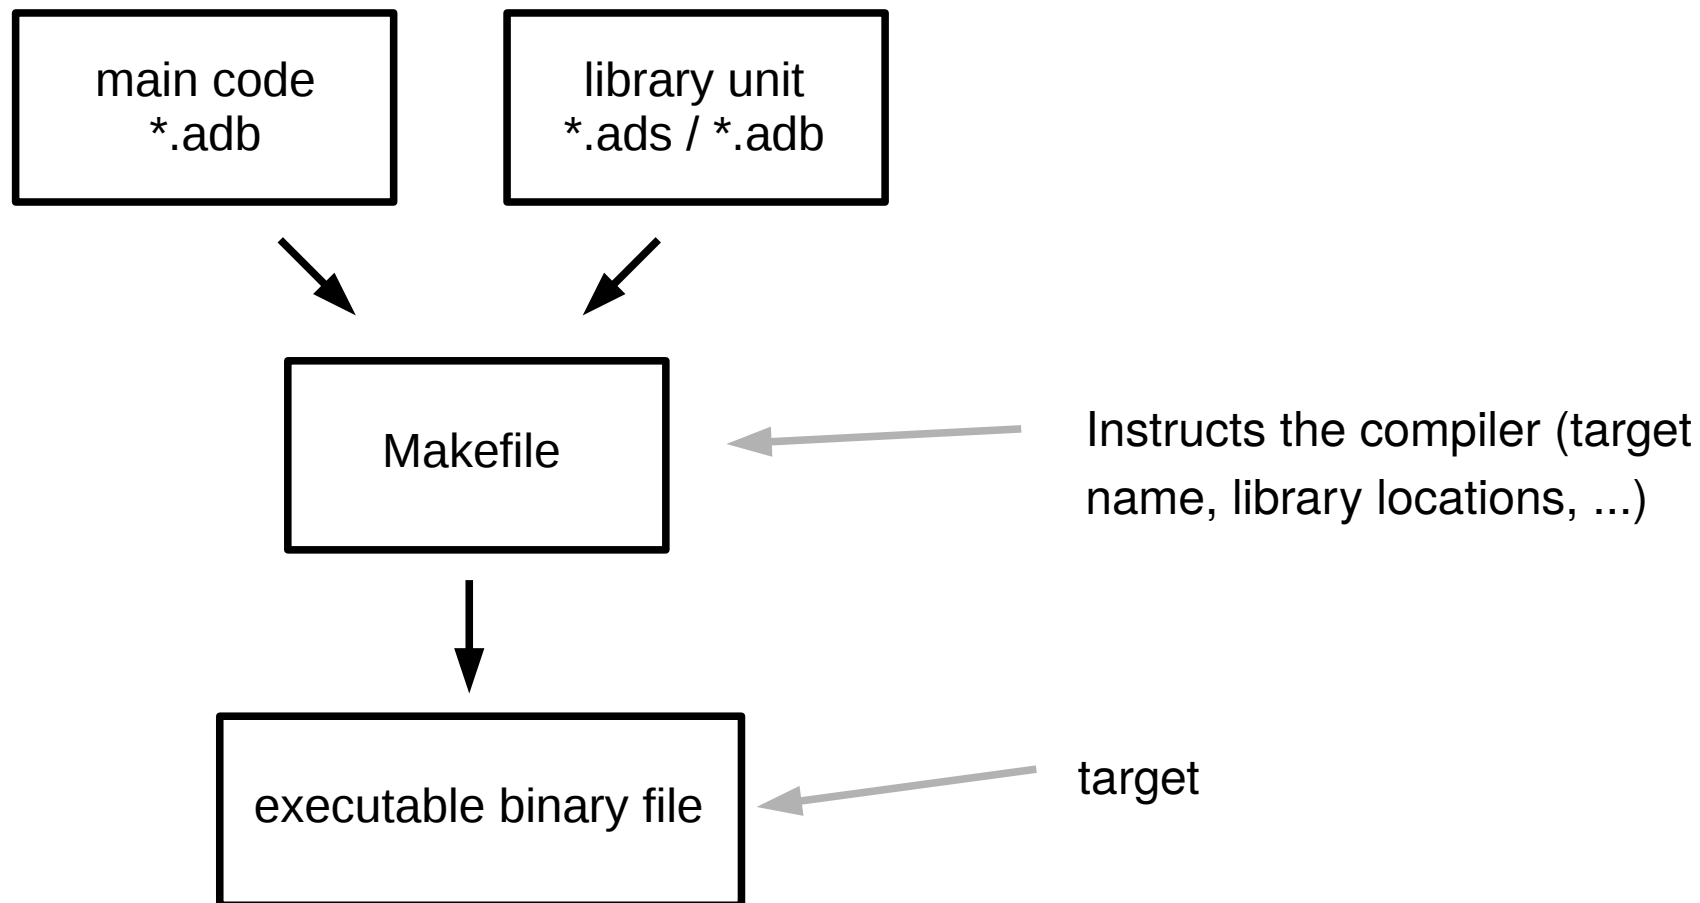 main code
*.adb
library unit
*.ads / *.adb
Makefile
Instructs the compiler (target
name, library locations, ...)
executable binary file
target